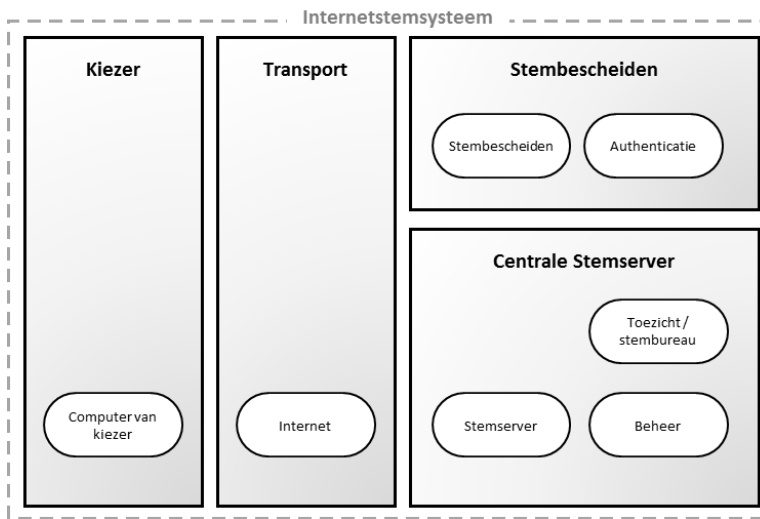 Internetstemsysteem
Kiezer
Transport
Stembescheiden
Stembescheiden
Authenticatie
Centrale Stemserver
Toezicht /
stembureau
Computer van
kiezer
Internet
Stemserver
Beheer